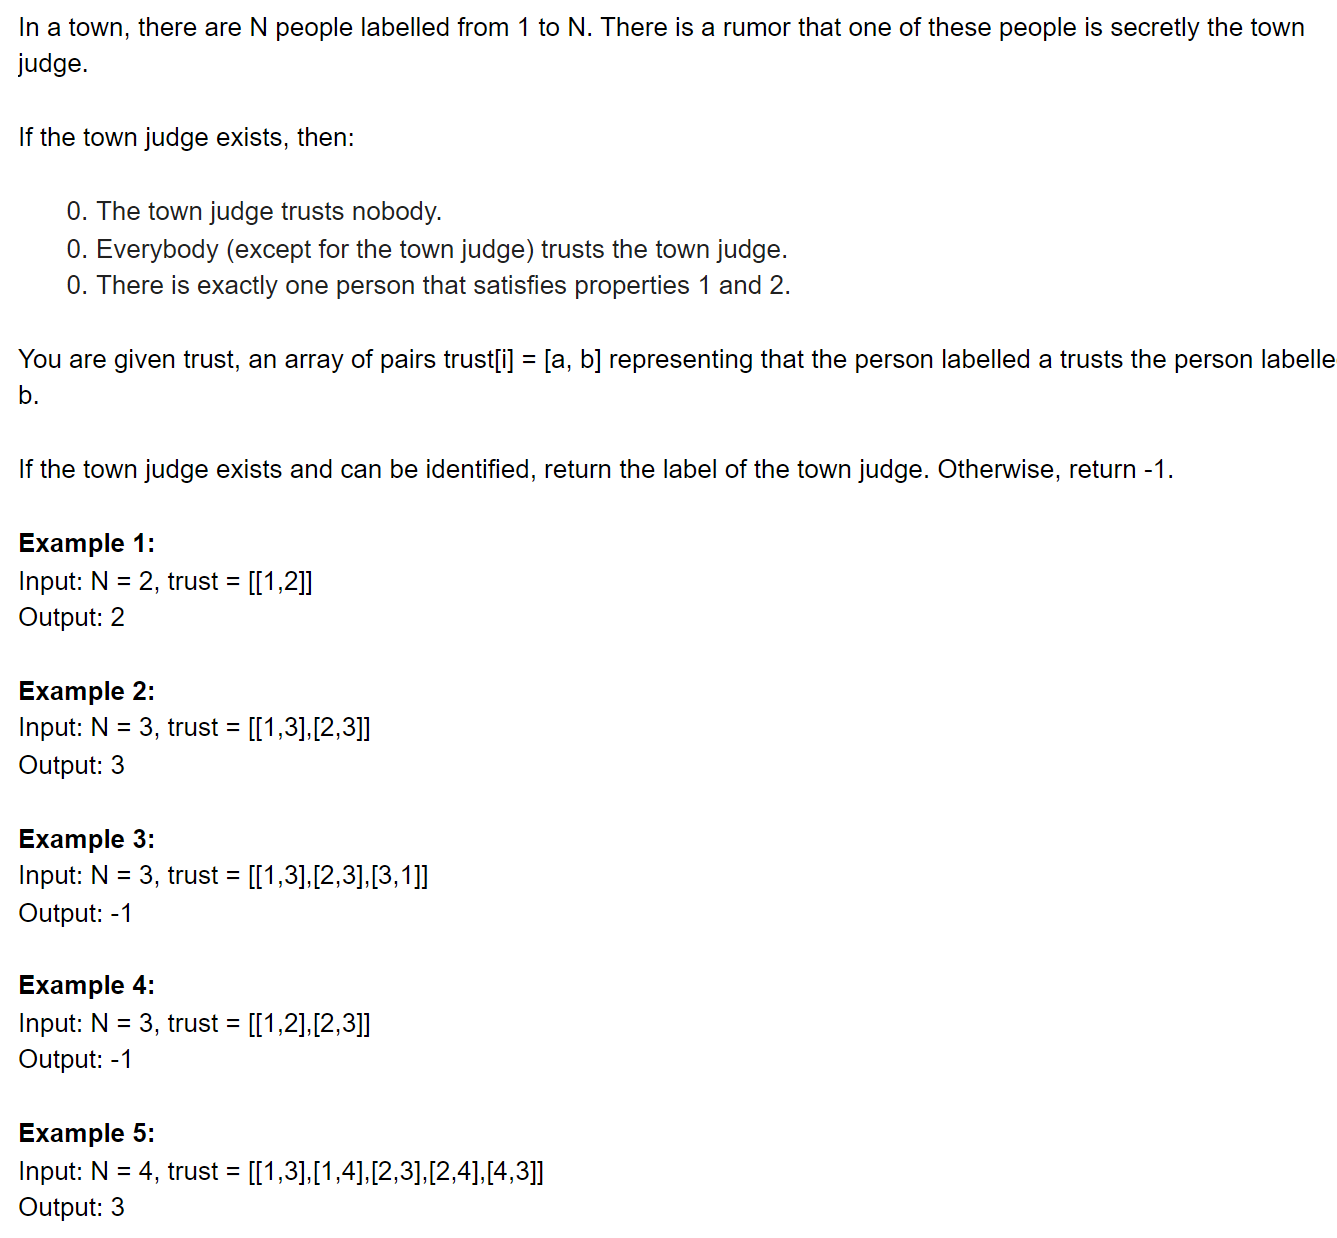 In a town, there are N people labelled from 1 to N. There is a rumor that one of these people is secretly the town
judge.
If the town judge exists, then:
0. The town judge trusts nobody.
0. Everybody (except for the town judge) trusts the town judge.
0. There is exactly one person that satisfies properties 1 and 2.
You are given trust, an array of pairs trust[i] = [a, b] representing that the person labelled a trusts the person labelle
b.
If the town judge exists and can be identified, return the label of the town judge. Otherwise, return -1.
Example 1:
Input: N = 2, trust = [[1,2]]
Output: 2
Example 2:
Input: N = 3, trust = [[1,3],[2,3]]
Output: 3
Example 3:
Input: N = 3, trust = [[1,3],[2,3],[3,1]]
Output: -1
Example 4:
Input: N = 3, trust = [[1,2],[2,3]]
Output: -1
Example 5:
Input: N = 4, trust = [[1,3],[1,4],[2,3],[2,4],[4,3]]
Output: 3